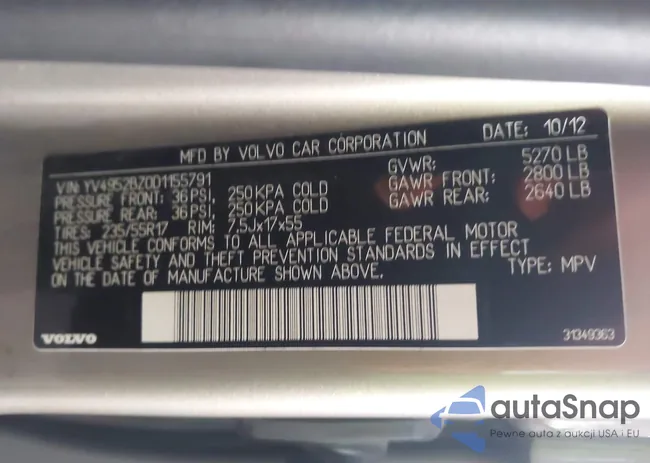 MFD BY VOLVO CAR CORPORATION DATE: 10/12
VIN: YV4952BZ0D1155791 GVWR: 5270 LB
PRESSURE FRONT: 36 PSI, 250 KPA COLD GAWR FRONT: 2800 LB
PRESSURE REAR: 36 PSI, 250 KPA COLD GAWR REAR: 2640 LB
TIRES: 235/55R17 RIM: 7,5Jx17x55
THIS VEHICLE CONFORMS TO ALL APPLICABLE FEDERAL MOTOR
VEHICLE SAFETY AND THEFT PREVENTION STANDARDS IN EFFECT
ON THE DATE OF MANUFACTURE SHOWN ABOVE. TYPE: MPV
VOLVO 31349363
autaSnap
Pewne auta z aukcji USA i EU